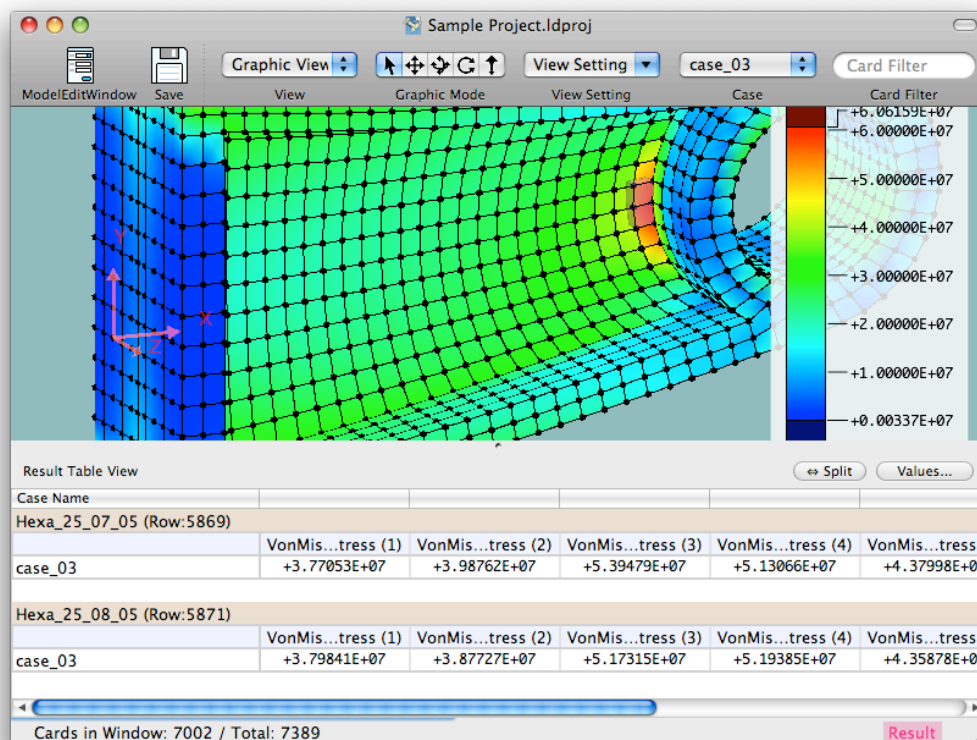 Sample Project.ldproj
Graphic View
View Setting
case_03
Card Filter
ModelEditWindow
Save
View
Graphic Mode
View Setting
Case
Card Filter
+6.06159E+07
+6.00000E+07
+5.00000E+07
+4.00000E+07
+3.00000E+07
+2.00000E+07
+1.00000E+07
+0.00337E+07
Y
X
Z
Result Table View
⇔ Split
Values...
Case Name
Hexa_25_07_05 (Row:5869)
VonMis...tress (1) VonMis...tress (2) VonMis...tress (3) VonMis...tress (4) VonMis...tress
case_03 +3.77053E+07 +3.98762E+07 +5.39479E+07 +5.13066E+07 +4.37998E+0
Hexa_25_08_05 (Row:5871)
VonMis...tress (1) VonMis...tress (2) VonMis...tress (3) VonMis...tress (4) VonMis...tress
case_03 +3.79841E+07 +3.87727E+07 +5.17315E+07 +5.19385E+07 +4.35878E+0
Cards in Window: 7002 / Total: 7389
Result